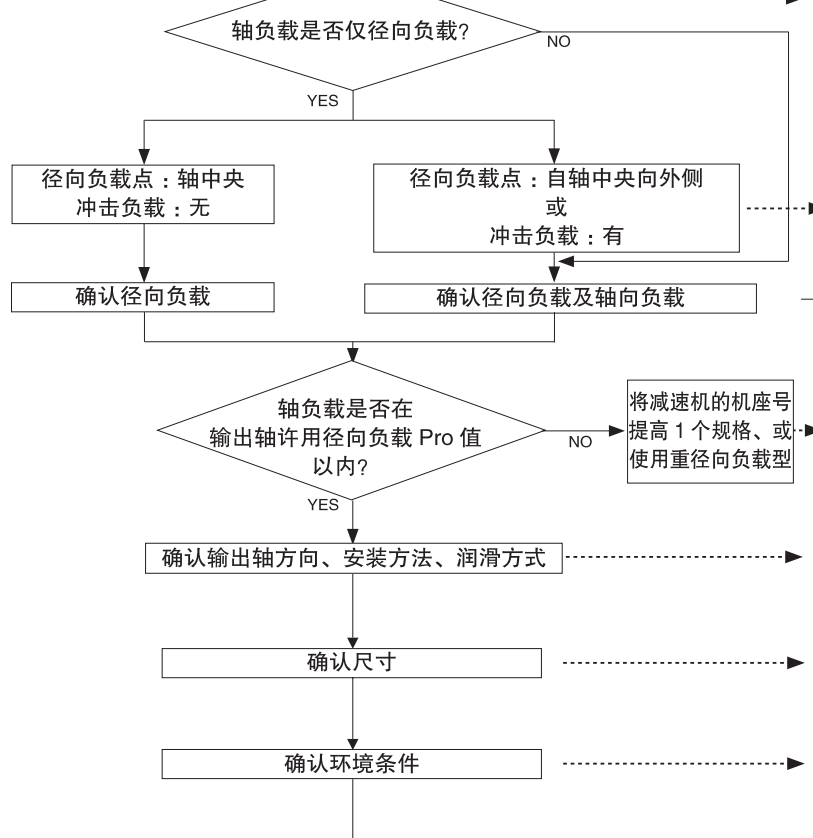 轴负载是否仅径向负载?
NO
YES
径向负载点：轴中央
冲击负载：无
径向负载点：自轴中央向外侧
或
冲击负载：有
确认径向负载
确认径向负载及轴向负载
轴负载是否在
输出轴许用径向负载 Pro 值
以内?
NO
将减速机的机座号
提高 1 个规格、或
使用重径向负载型
YES
确认输出轴方向、安装方法、润滑方式
确认尺寸
确认环境条件